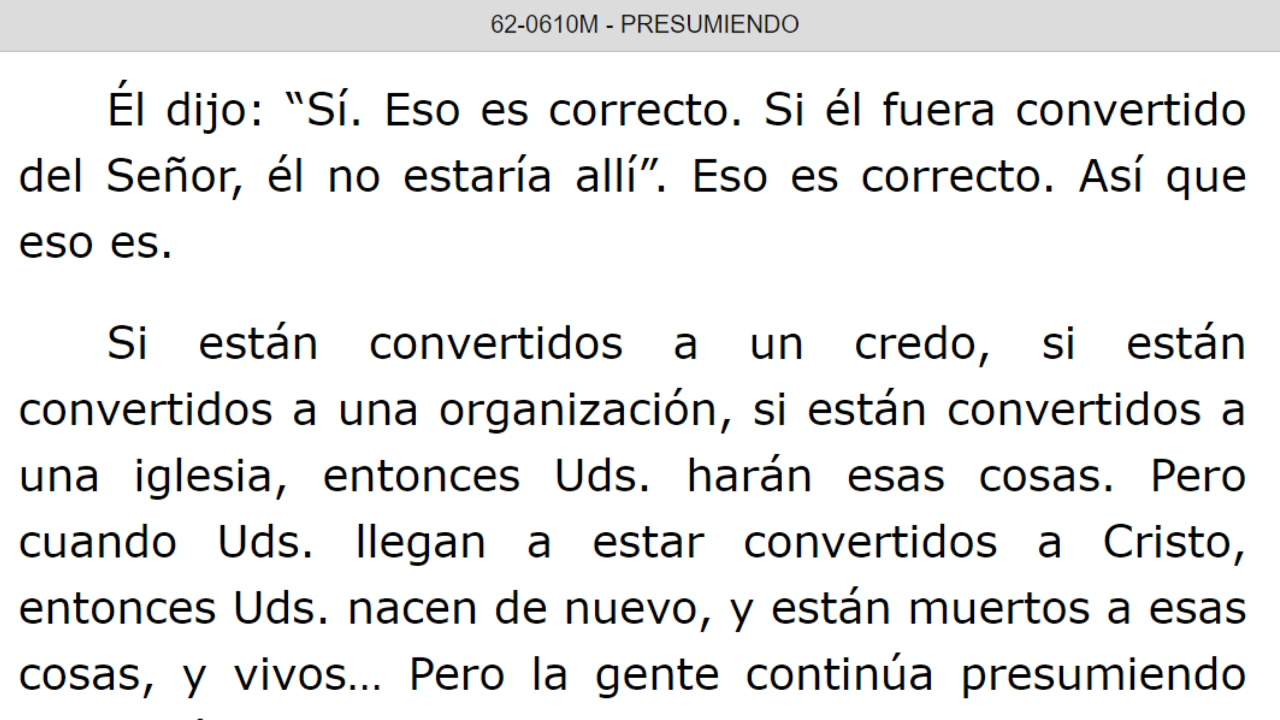 62-0610M - PRESUMIENDO
Él dijo: “Sí. Eso es correcto. Si él fuera convertido
del Señor, él no estaría allí”. Eso es correcto. Así que
eso es.
Si están convertidos a un credo, si están
convertidos a una organización, si están convertidos a
una iglesia, entonces Uds. harán esas cosas. Pero
cuando Uds. llegan a estar convertidos a Cristo,
entonces Uds. nacen de nuevo, y están muertos a esas
cosas, y vivos… Pero la gente continúa presumiendo